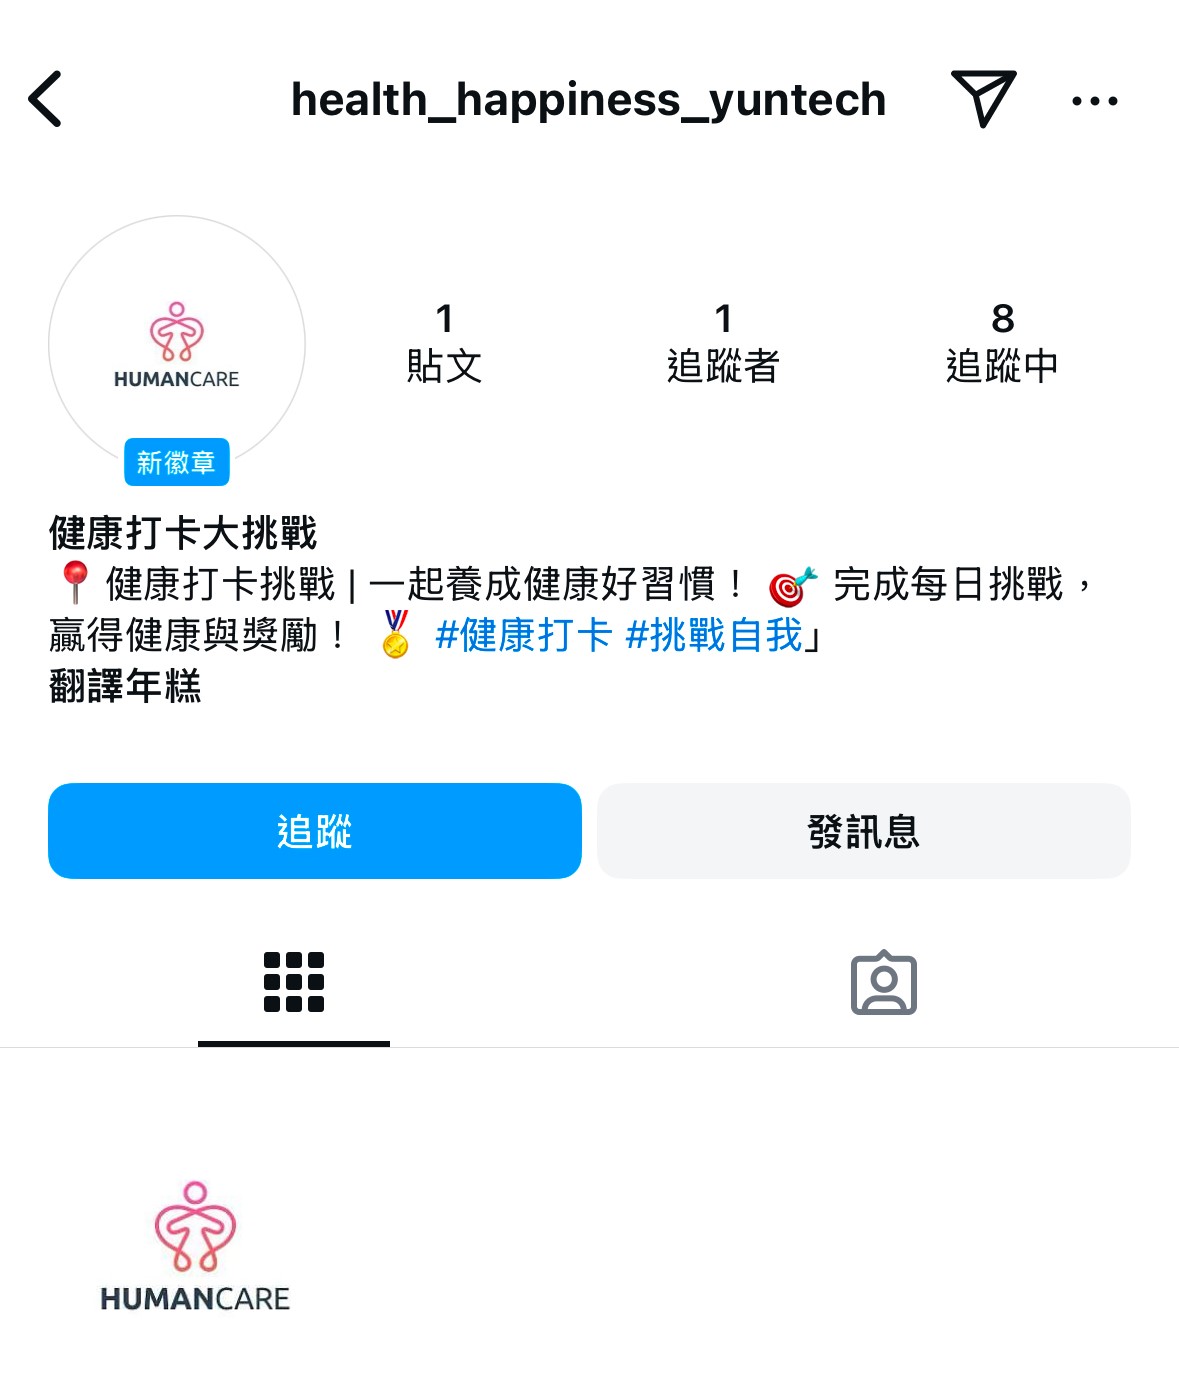 health_happiness_yuntech
HUMANCARE
新徽章
1
貼文
1
追蹤者
8
追蹤中
健康打卡大挑戰
📍 健康打卡挑戰 | 一起養成健康好習慣！ 🎯 完成每日挑戰，
贏得健康與獎勵！ 🏅 #健康打卡 #挑戰自我」
翻譯年糕
追蹤
發訊息
HUMANCARE